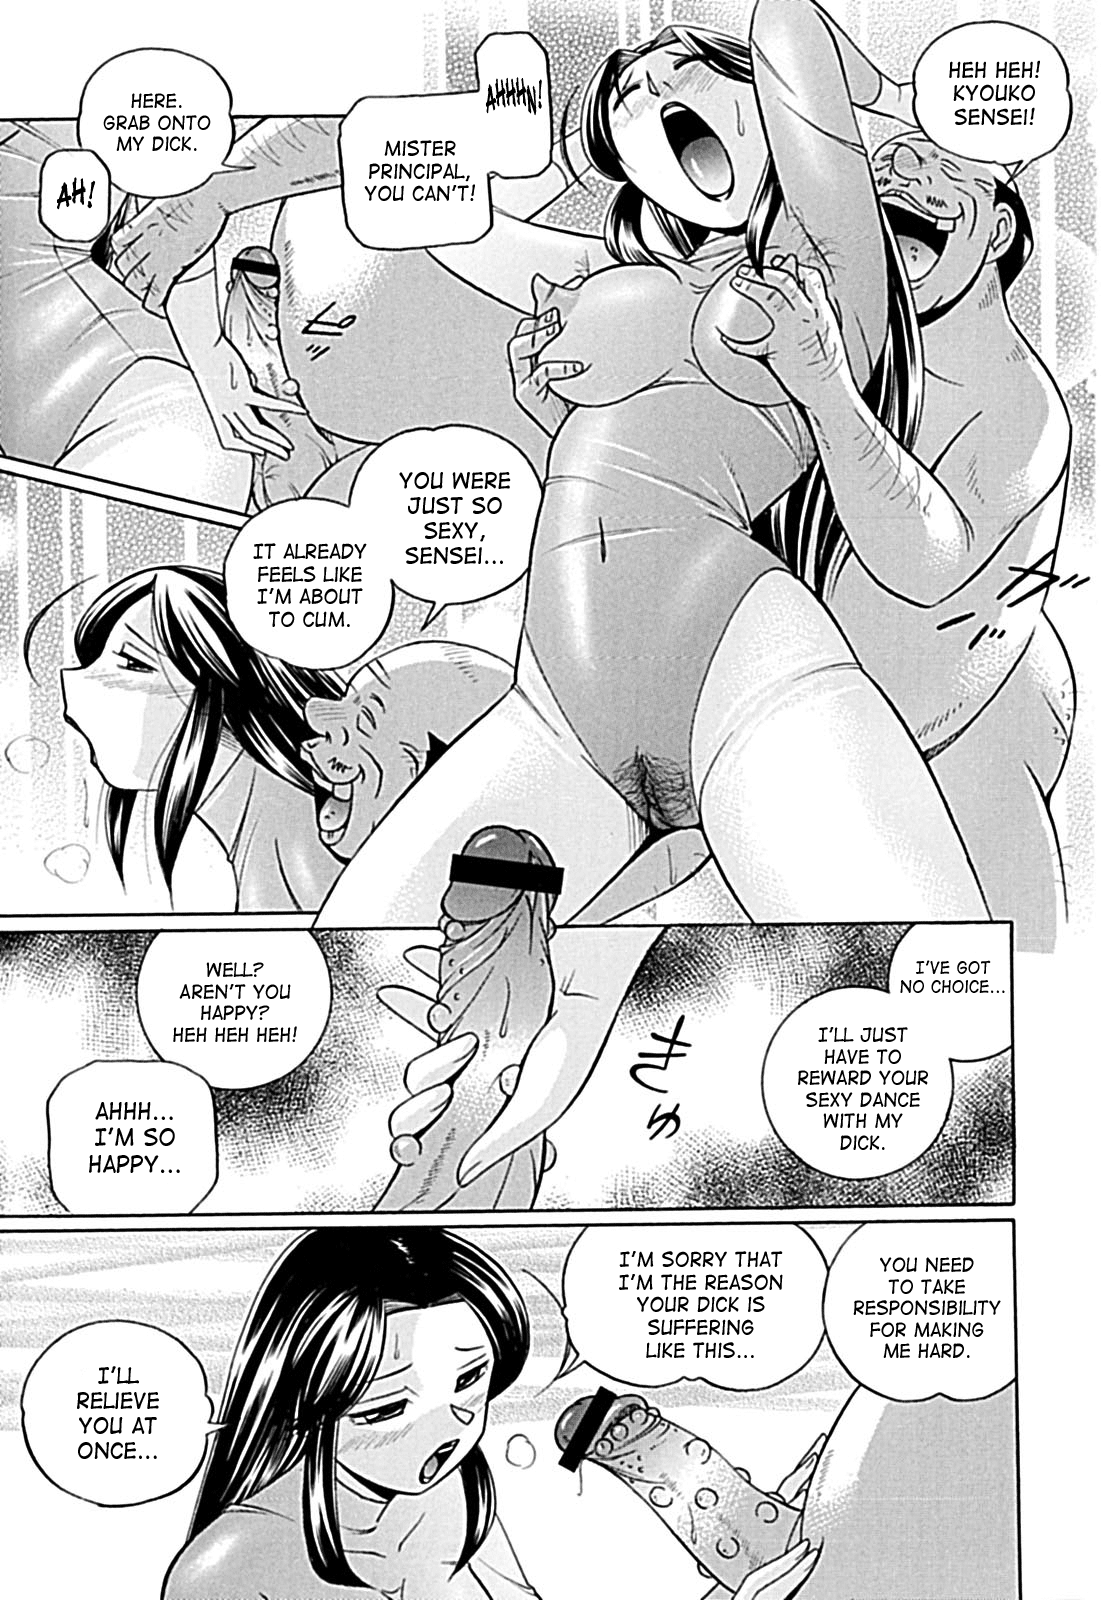 HEH HEH!
KYOUKO
SENSEI!
AHHHN!
MISTER
PRINCIPAL,
YOU CAN'T!
HERE.
GRAB ONTO
MY DICK.
AH!
YOU WERE
JUST SO
SEXY,
SENSEI...
IT ALREADY
FEELS LIKE
I'M ABOUT
TO CUM.
I'VE GOT
NO CHOICE...
I'LL JUST
HAVE TO
REWARD YOUR
SEXY DANCE
WITH MY
DICK.
きゅ
WELL?
AREN'T YOU
HAPPY?
HEH HEH HEH!
AHHH...
I'M SO
HAPPY...
YOU NEED
TO TAKE
RESPONSIBILITY
FOR MAKING
ME HARD.
I'M SORRY THAT
I'M THE REASON
YOUR DICK IS
SUFFERING
LIKE THIS...
I'LL
RELIEVE
YOU AT
ONCE...